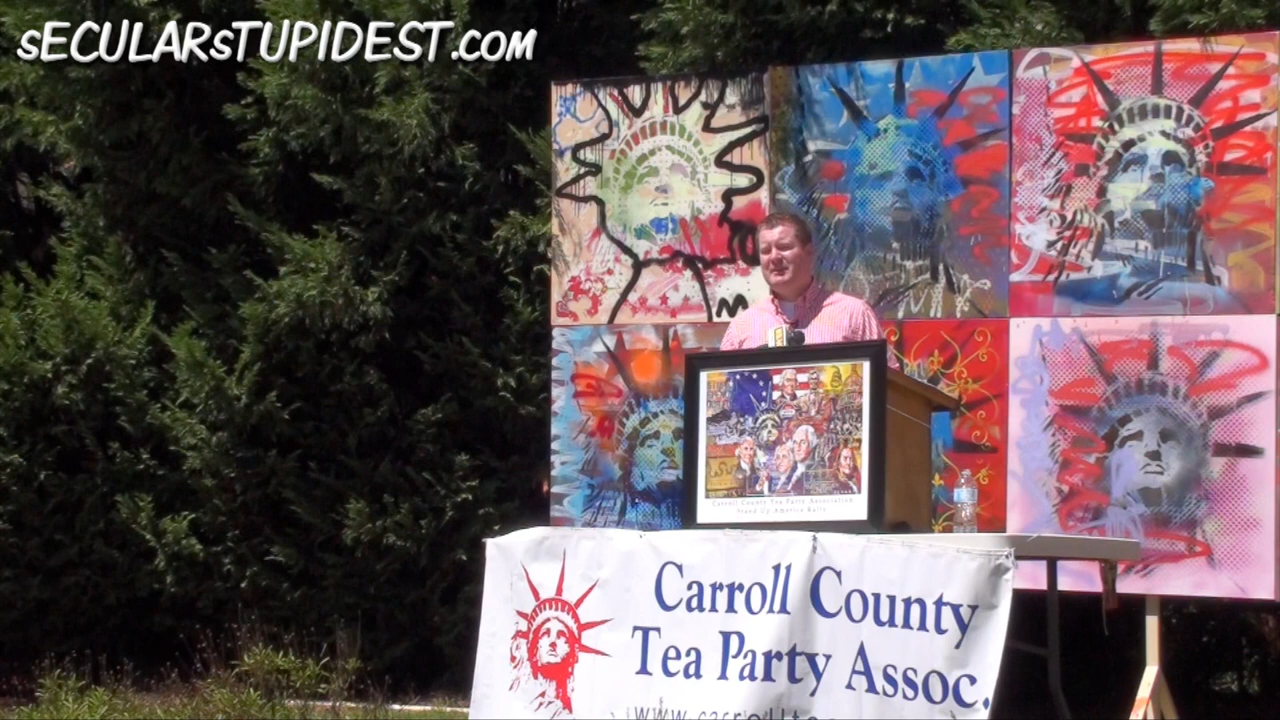 sECULARsTUPIDEST.com
Carroll County Tea Party Association
Stand Up America Rally
Carroll County
Tea Party Assoc.